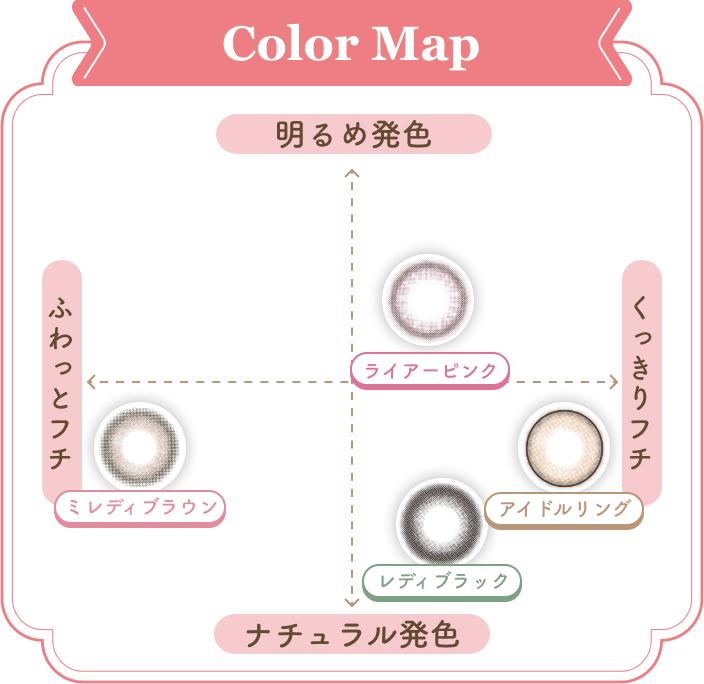 Color Map
明るめ発色
ふわっとフチ
くっきりフチ
ライアーピンク
ミレディブラウン
アイドルリング
レディブラック
ナチュラル発色